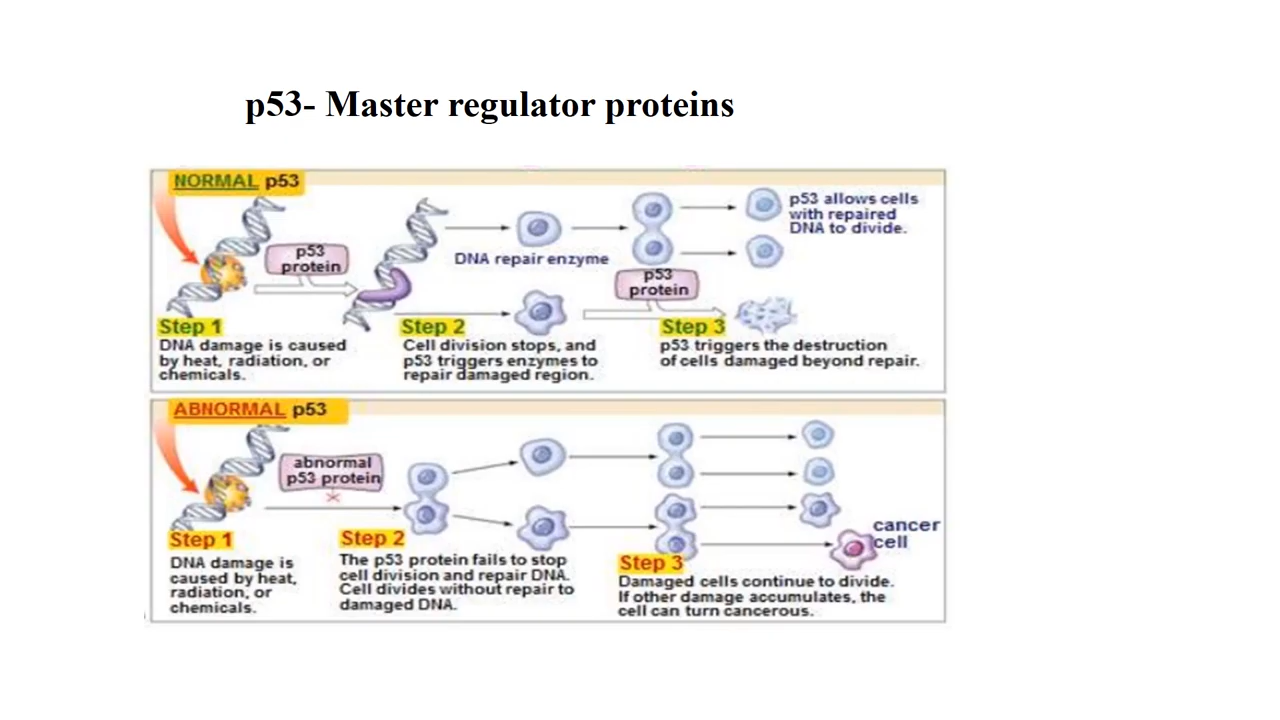 p53- Master regulator proteins
NORMAL p53
p53
protein
DNA repair enzyme
p53 allows cells
with repaired
DNA to divide.
p53
protein
Step 1
DNA damage is caused
by heat, radiation, or
chemicals.
Step 2
Cell division stops, and
p53 triggers enzymes to
repair damaged region.
Step 3
p53 triggers the destruction
of cells damaged beyond repair.
ABNORMAL p53
abnormal
p53 protein
cancer
cell
Step 1
DNA damage is
caused by heat,
radiation, or
chemicals.
Step 2
The p53 protein fails to stop
cell division and repair DNA.
Cell divides without repair to
damaged DNA.
Step 3
Damaged cells continue to divide.
If other damage accumulates, the
cell can turn cancerous.